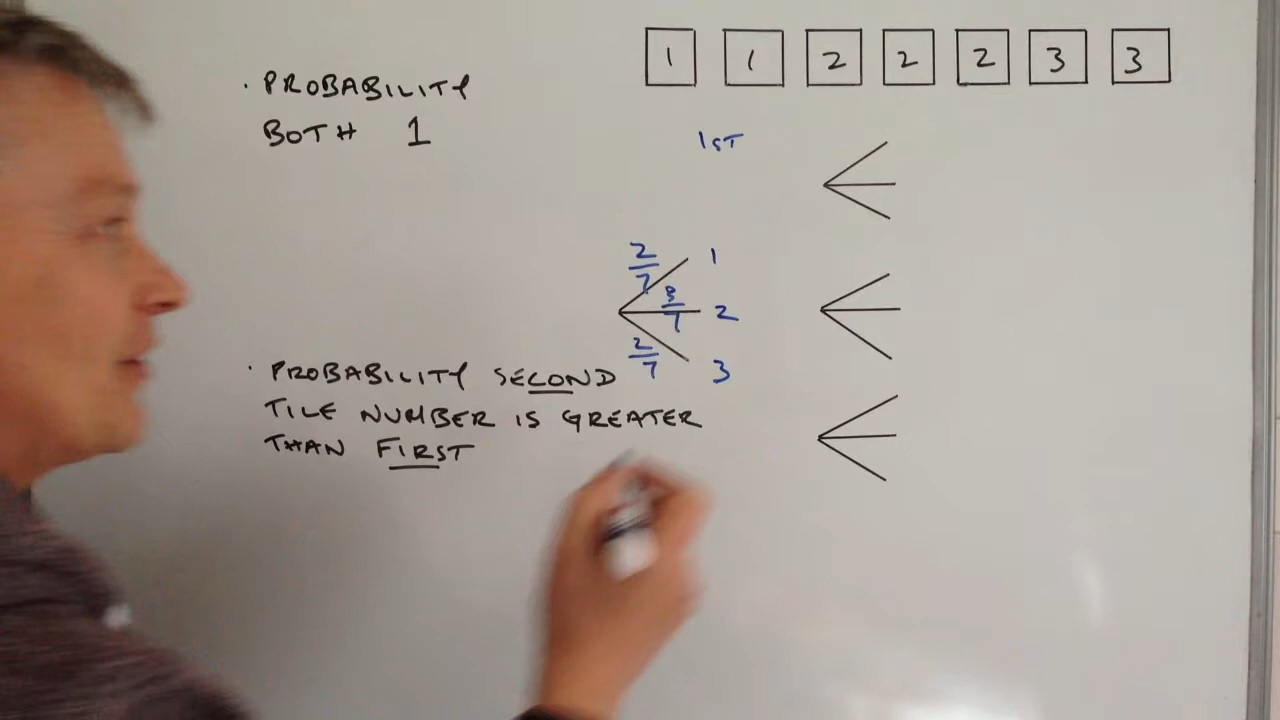 1 1 2 2 2 3 3
· PROBABILITY
BOTH 1
1ST
2/7 1
3/7 2
2/7 3
· PROBABILITY SECOND
TILE NUMBER IS GREATER
THAN FIRST